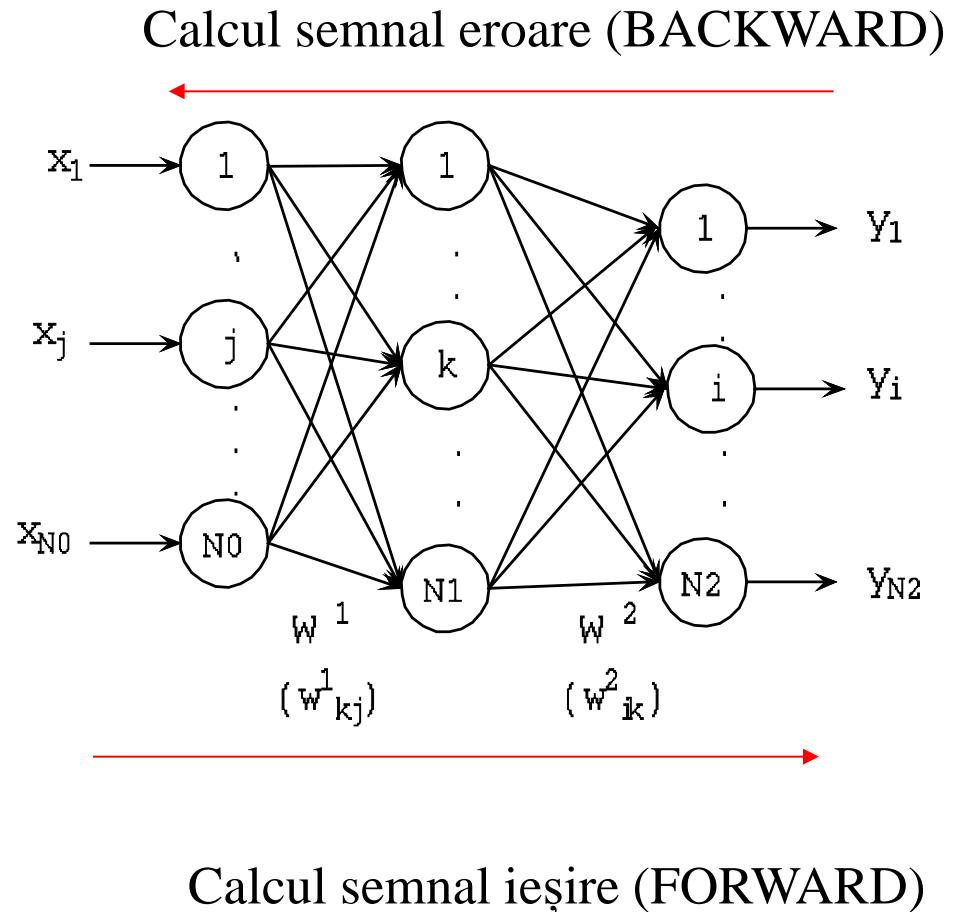 Calcul semnal eroare (BACKWARD)
x1 1 1
1 y1
xj j
k
i yi
xN0 N0
N1 N2 yN2
W 1 W 2
(w1kj) (w2ik)
Calcul semnal ieșire (FORWARD)